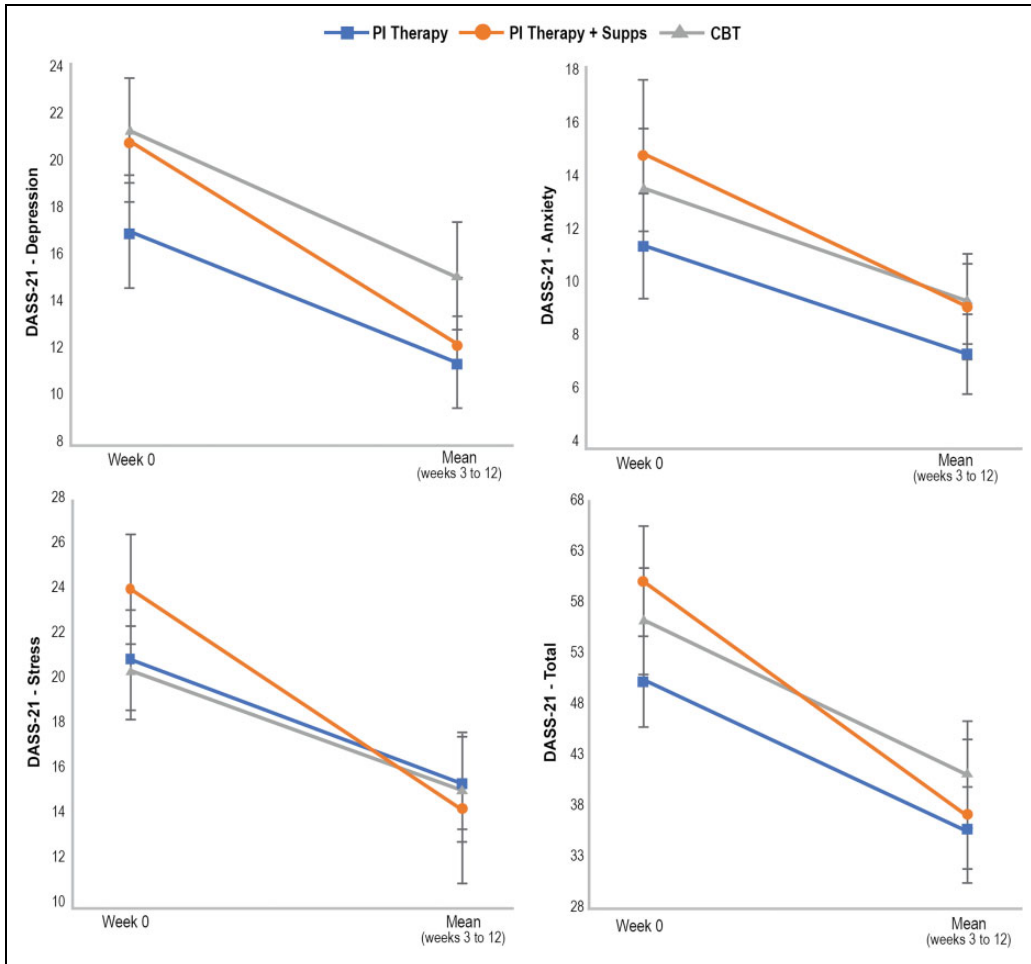 PI Therapy PI Therapy + Supps CBT
DASS-21 - Depression
24
22
20
18
16
14
12
10
8
Week 0
Mean
(weeks 3 to 12)
DASS-21 - Anxiety
18
16
14
12
10
8
6
4
Week 0
Mean
(weeks 3 to 12)
DASS-21 - Stress
28
26
24
22
20
18
16
14
12
10
Week 0
Mean
(weeks 3 to 12)
DASS-21 - Total
68
63
58
53
48
43
38
33
28
Week 0
Mean
(weeks 3 to 12)